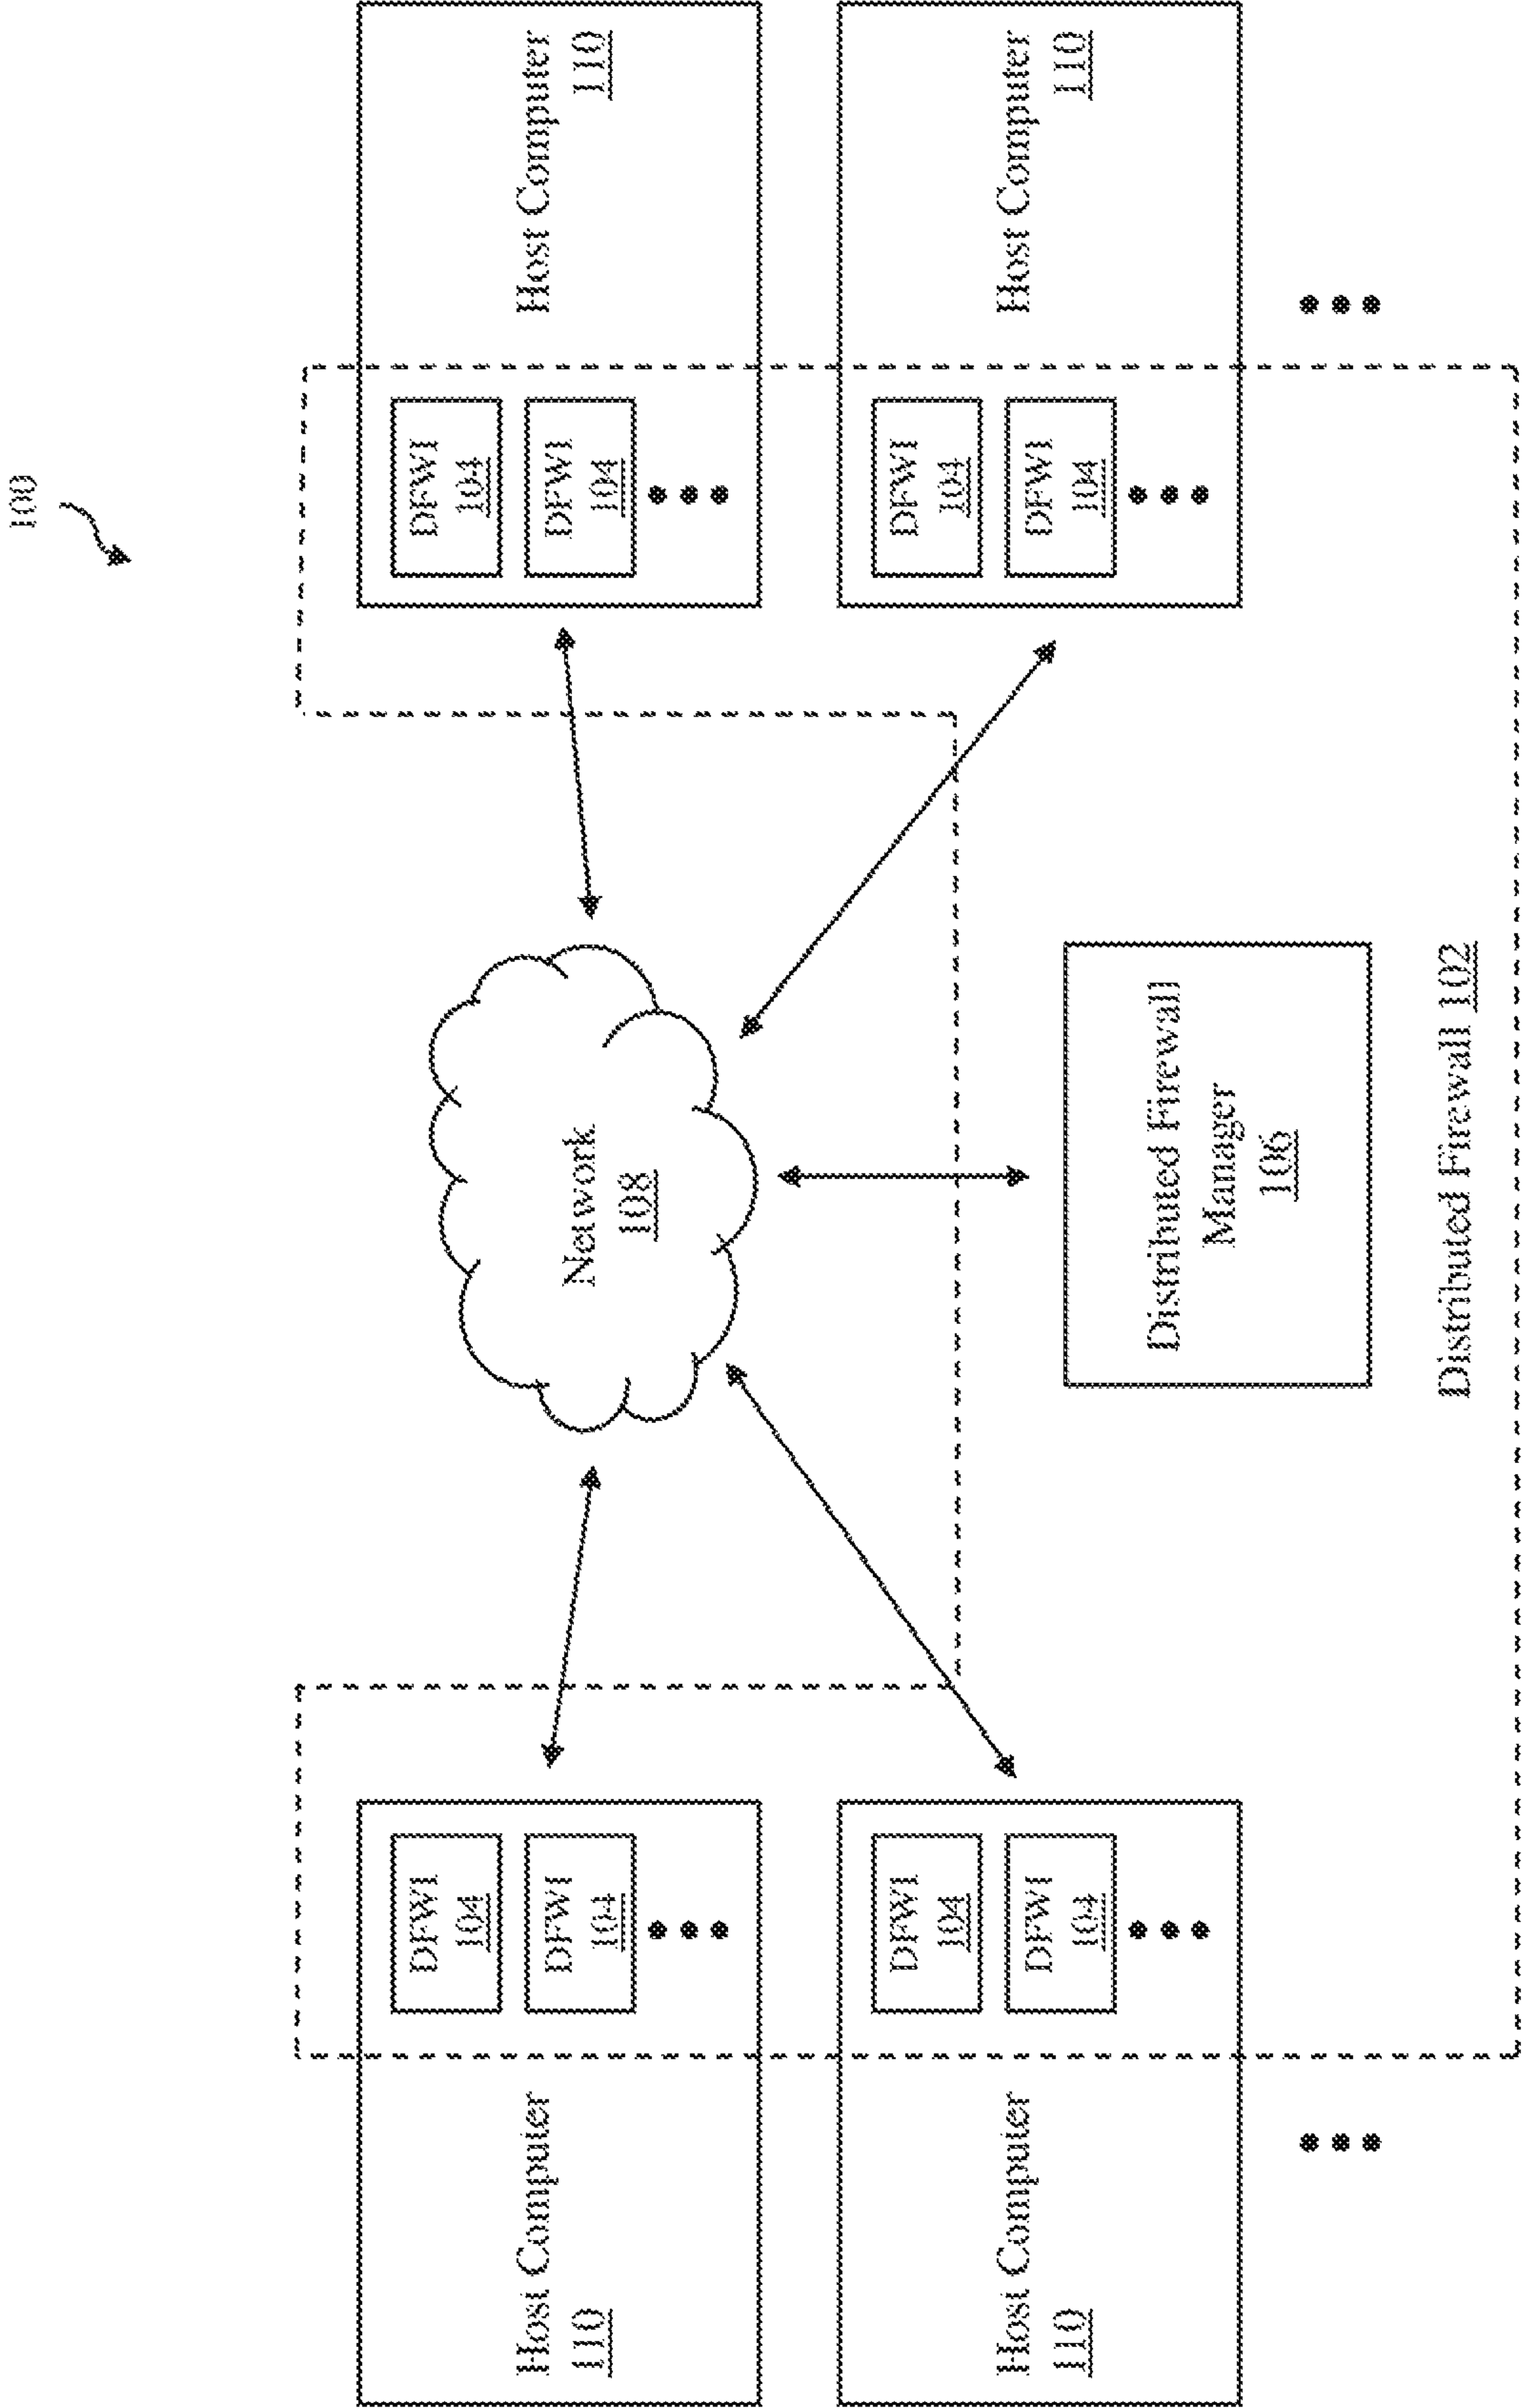 100
Host Computer
110
DFWI
104
DFWI
104
Host Computer
110
DFWI
104
DFWI
104
Network
108
Distributed Firewall
Manager
106
DFWI
104
DFWI
104
Host Computer
110
DFWI
104
DFWI
104
Host Computer
110
Distributed Firewall 102